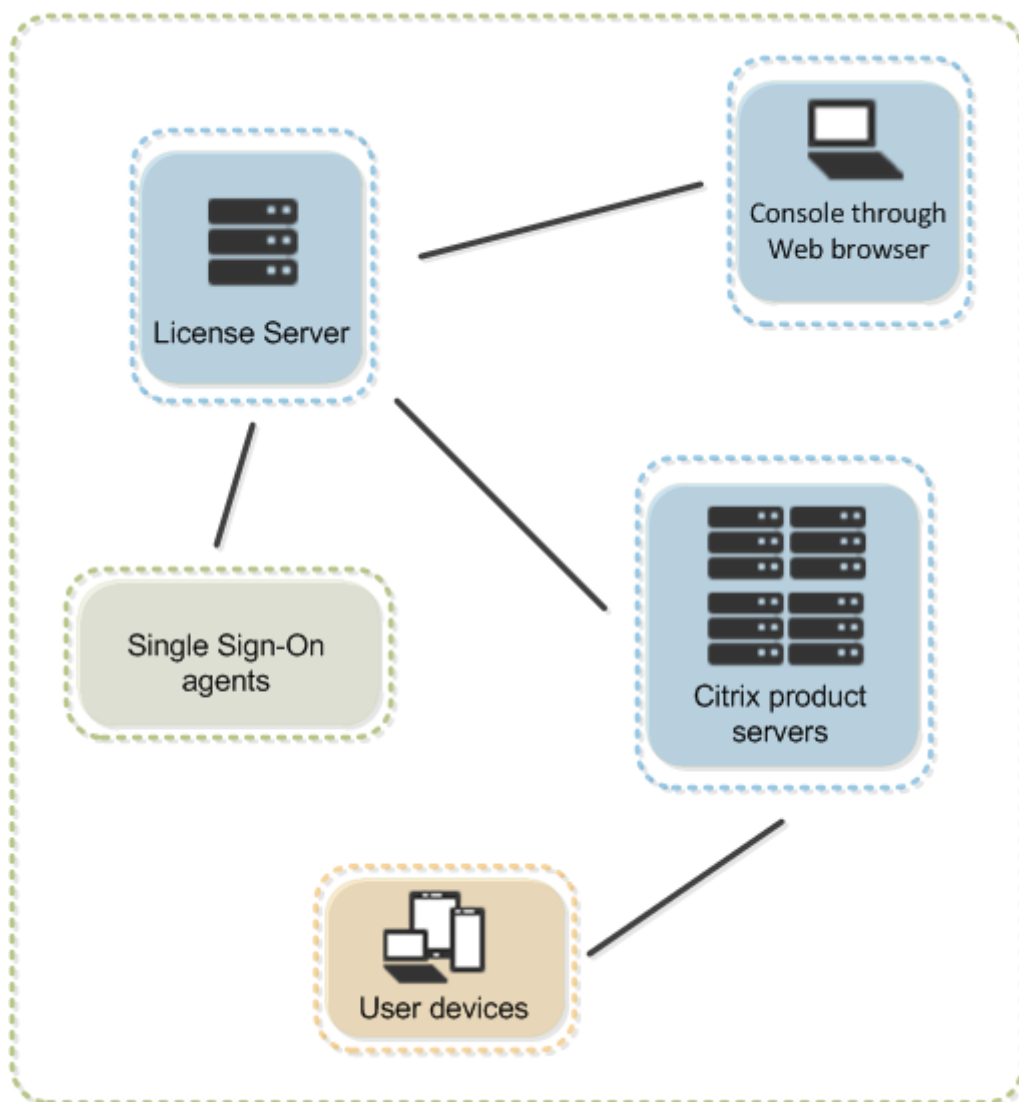 Console through
Web browser
License Server
Single Sign-On
agents
Citrix product
servers
User devices